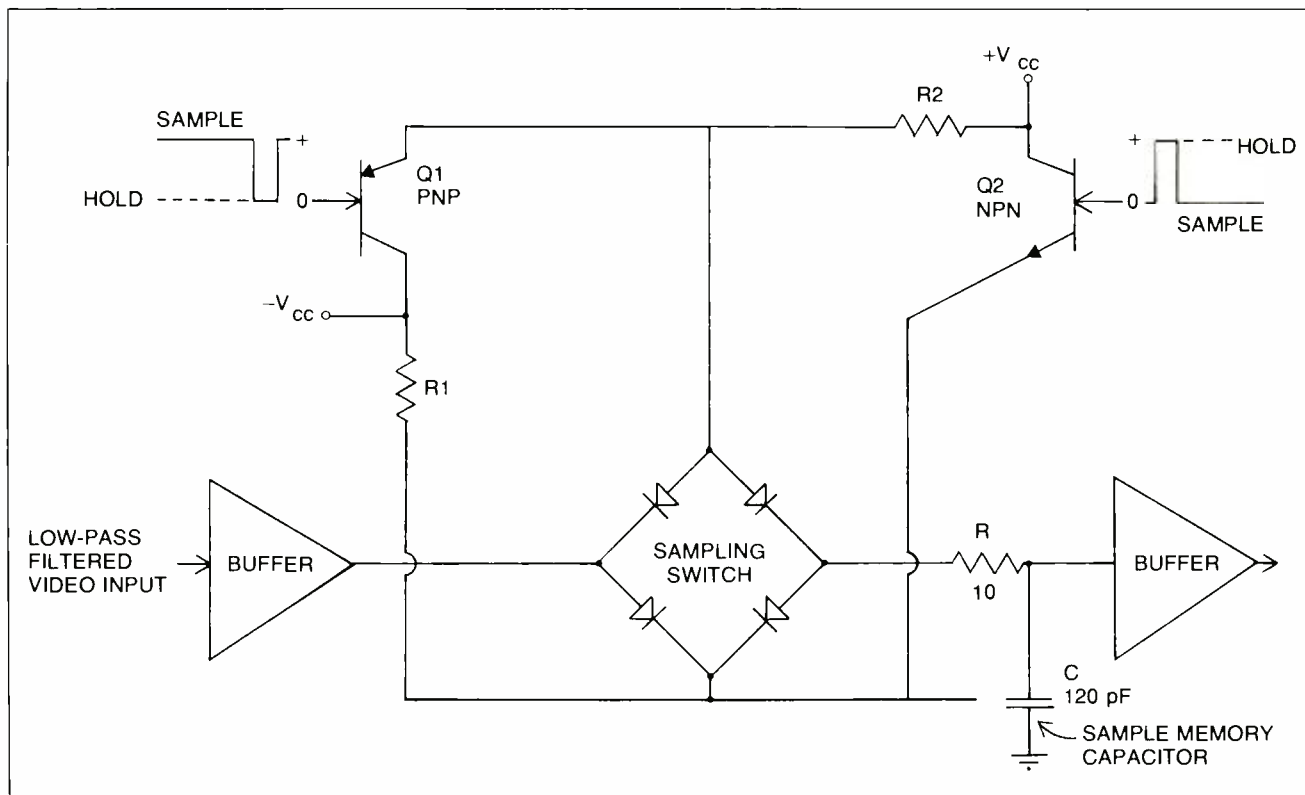 +V CC
R2
SAMPLE
+
HOLD
0
Q1
PNP
+
HOLD
Q2
NPN
0
SAMPLE
−V CC
R1
LOW-PASS
FILTERED
VIDEO INPUT
BUFFER
SAMPLING
SWITCH
R
10
BUFFER
C
120 pF
SAMPLE MEMORY
CAPACITOR